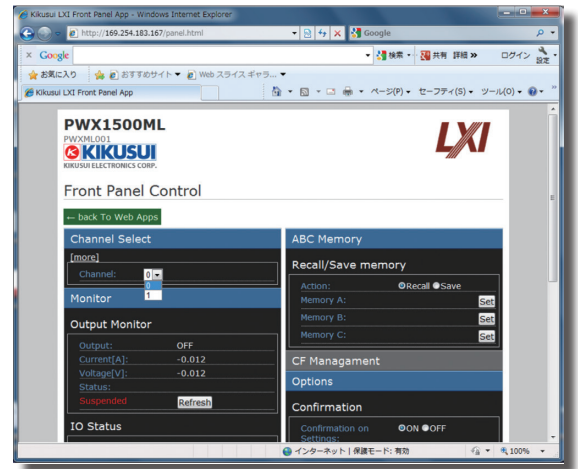 Kikusui LXI Front Panel App - Windows Internet Explorer
http://169.254.183.167/panel.html
Google
Google
検索
共有
詳細 »
ログイン
設定
お気に入り
おすすめサイト
Web スライス ギャラ...
Kikusui LXI Front Panel App
ページ(P)
セーフティ(S)
ツール(O)
»
PWX1500ML
PWXML001
KIKUSUI
KIKUSUI ELECTRONICS CORP.
LXI
Front Panel Control
← back To Web Apps
Channel Select
[more]
Channel:
0
0
1
Monitor
Output Monitor
Output: OFF
Current[A]: -0.012
Voltage[V]: -0.012
Status:
Suspended
Refresh
IO Status
ABC Memory
Recall/Save memory
Action: Recall Save
Memory A: Set
Memory B: Set
Memory C: Set
CF Managament
Options
Confirmation
Confirmation on ON OFF
Settings:
インターネット | 保護モード: 有効
100%